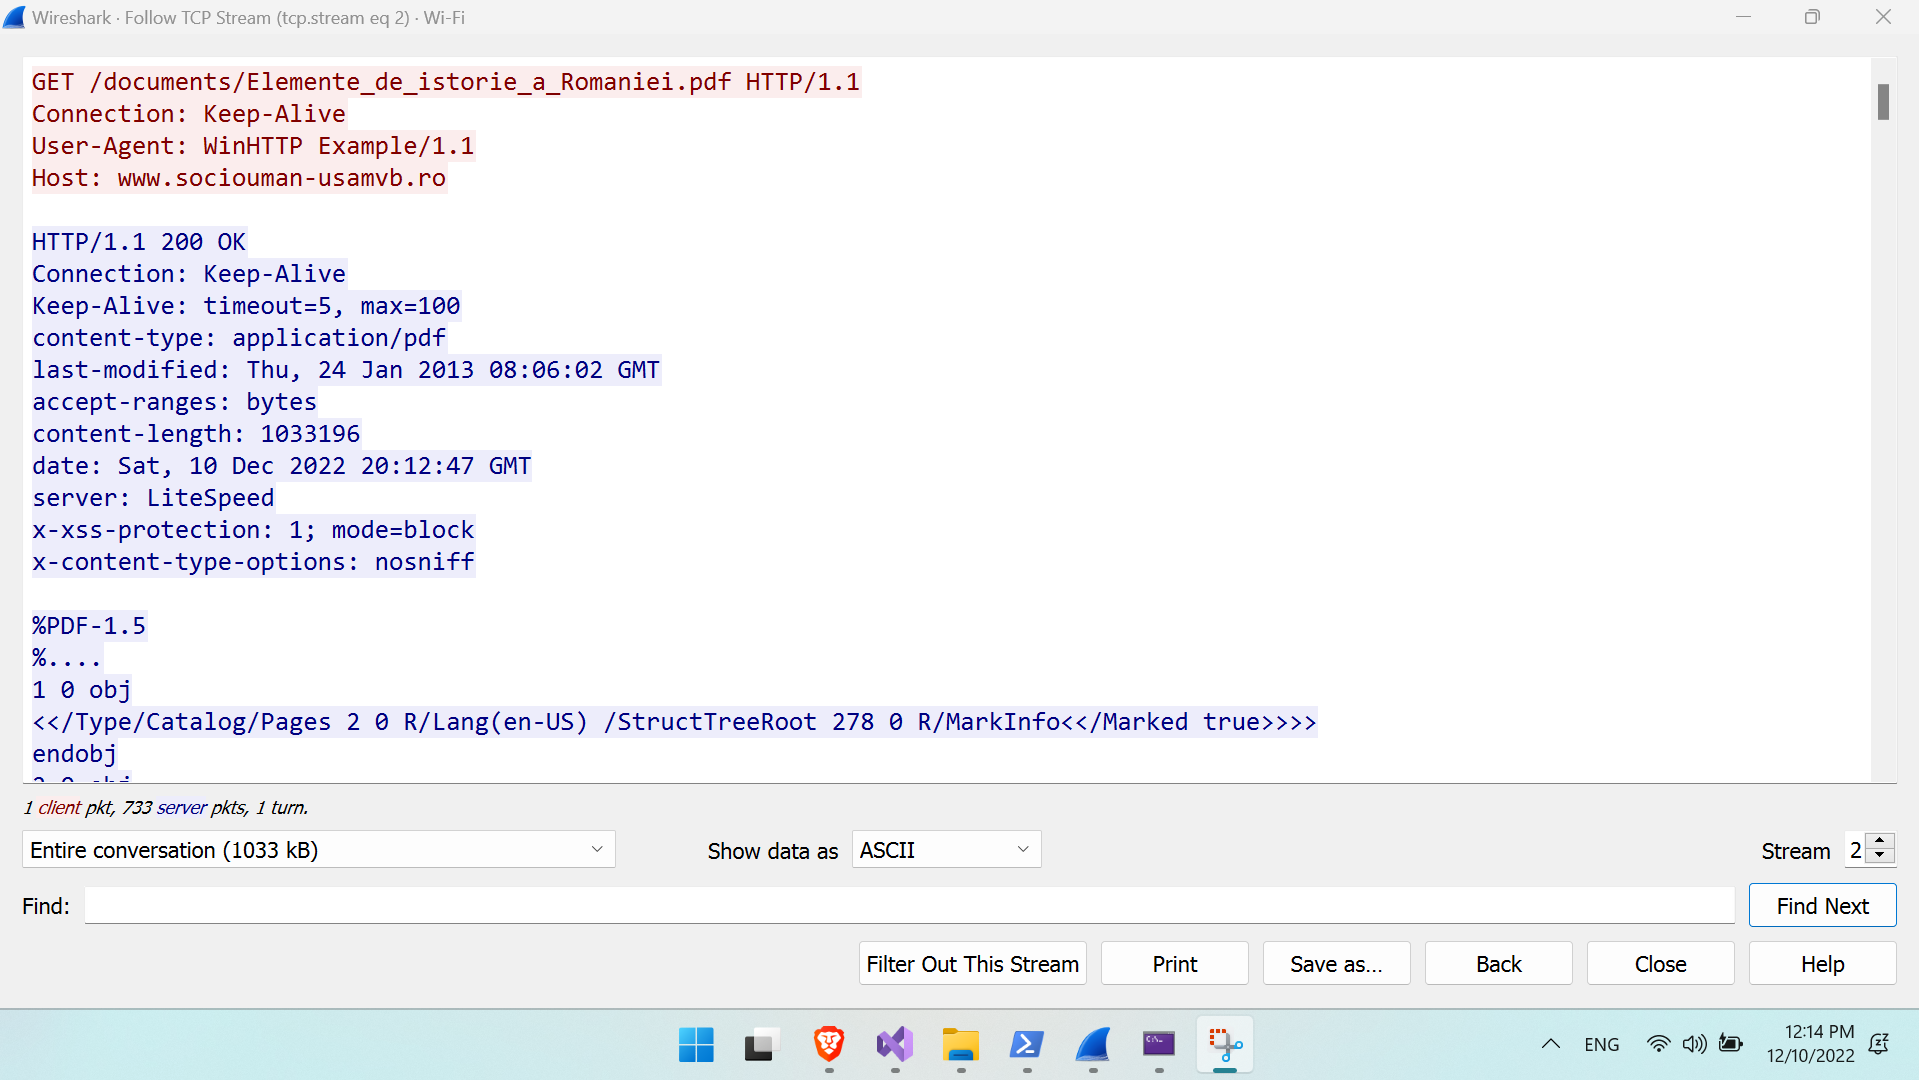 Wireshark · Follow TCP Stream (tcp.stream eq 2) · Wi-Fi
GET /documents/Elemente_de_istorie_a_Romaniei.pdf HTTP/1.1
Connection: Keep-Alive
User-Agent: WinHTTP Example/1.1
Host: www.sociouman-usamvb.ro
HTTP/1.1 200 OK
Connection: Keep-Alive
Keep-Alive: timeout=5, max=100
content-type: application/pdf
last-modified: Thu, 24 Jan 2013 08:06:02 GMT
accept-ranges: bytes
content-length: 1033196
date: Sat, 10 Dec 2022 20:12:47 GMT
server: LiteSpeed
x-xss-protection: 1; mode=block
x-content-type-options: nosniff
%PDF-1.5
%....
1 0 obj
<</Type/Catalog/Pages 2 0 R/Lang(en-US) /StructTreeRoot 278 0 R/MarkInfo<</Marked true>>>>
endobj
2 0 obj
1 client pkt, 733 server pkts, 1 turn.
Entire conversation (1033 kB)
Show data as ASCII
Stream 2
Find:
Find Next
Filter Out This Stream
Print
Save as...
Back
Close
Help
ENG
12:14 PM
12/10/2022